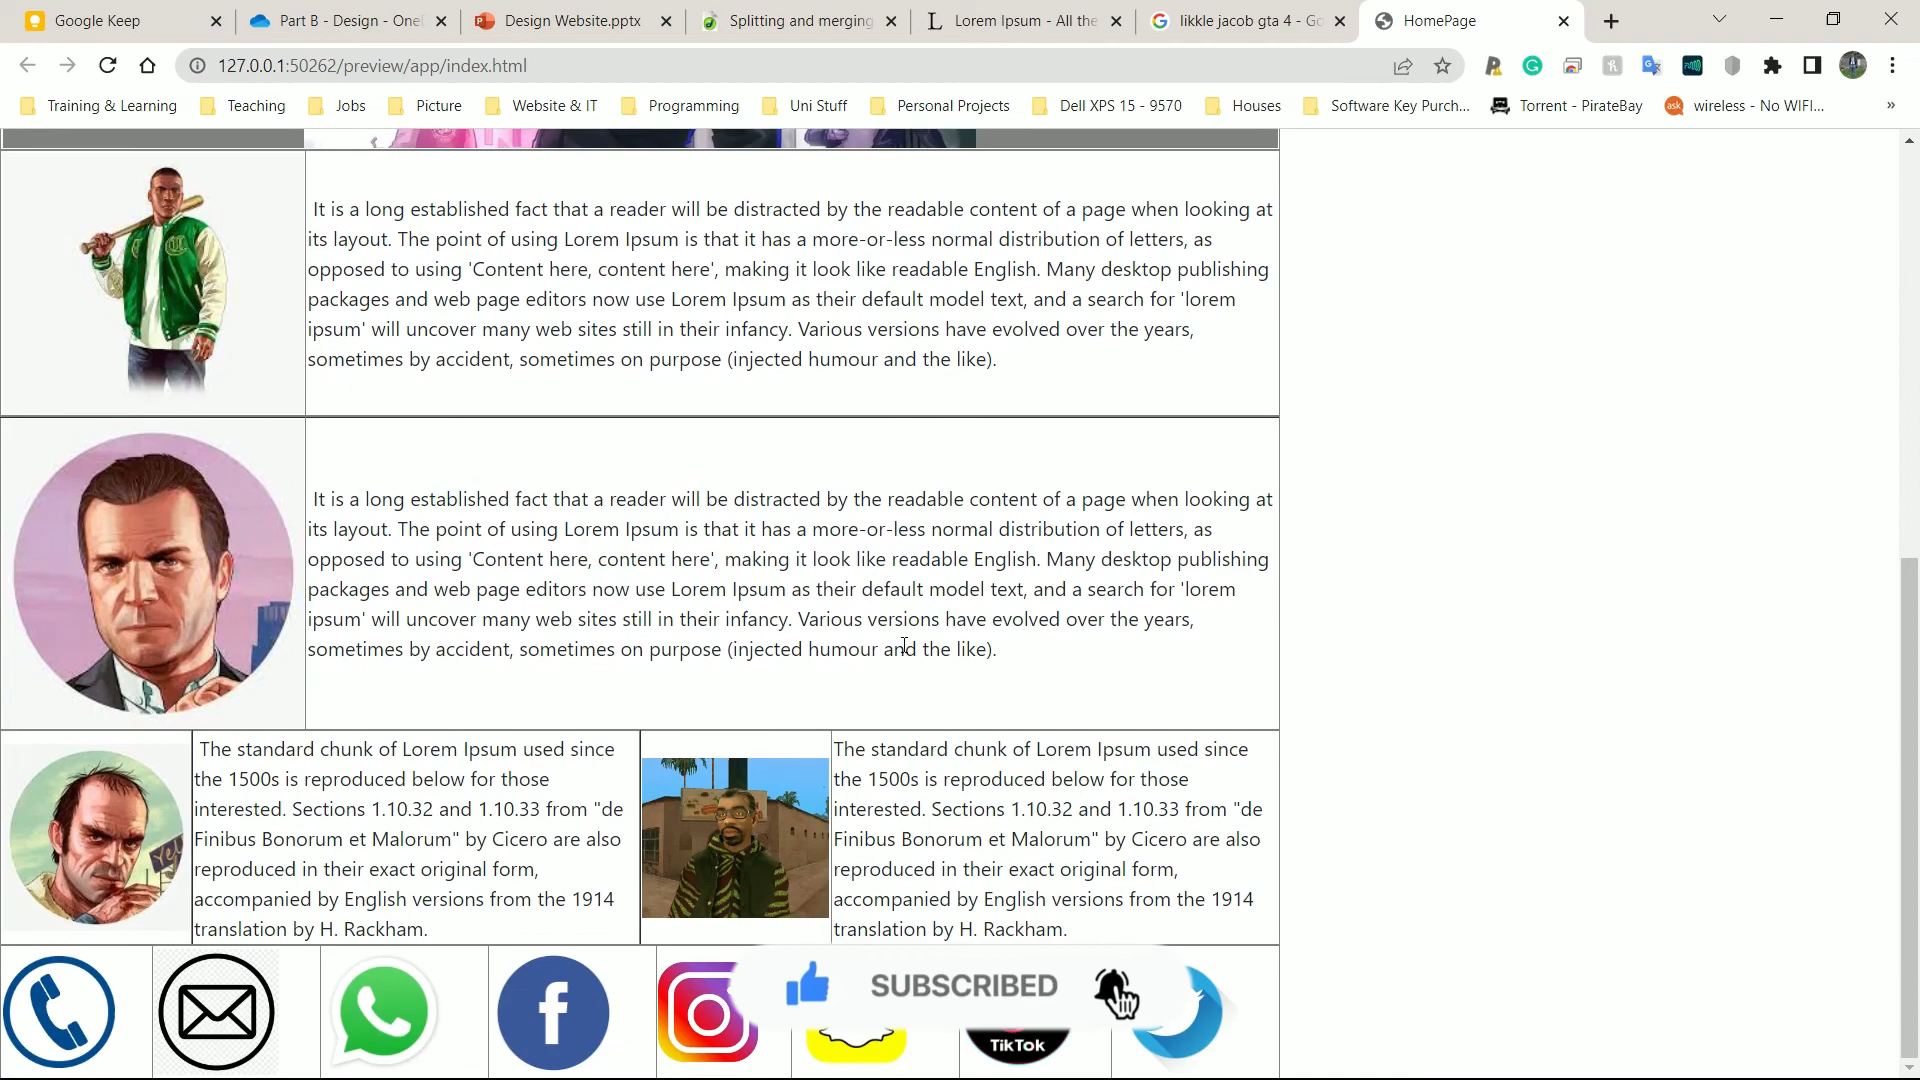 Google Keep
Part B - Design - OneD
Design Website.pptx
Splitting and merging
Lorem Ipsum - All the
likkle jacob gta 4 - Go
HomePage
127.0.0.1:50262/preview/app/index.html
Training & Learning
Teaching
Jobs
Picture
Website & IT
Programming
Uni Stuff
Personal Projects
Dell XPS 15 - 9570
Houses
Software Key Purch...
Torrent - PirateBay
ask
wireless - No WIFI...
It is a long established fact that a reader will be distracted by the readable content of a page when looking at
its layout. The point of using Lorem Ipsum is that it has a more-or-less normal distribution of letters, as
opposed to using 'Content here, content here', making it look like readable English. Many desktop publishing
packages and web page editors now use Lorem Ipsum as their default model text, and a search for 'lorem
ipsum' will uncover many web sites still in their infancy. Various versions have evolved over the years,
sometimes by accident, sometimes on purpose (injected humour and the like).
It is a long established fact that a reader will be distracted by the readable content of a page when looking at
its layout. The point of using Lorem Ipsum is that it has a more-or-less normal distribution of letters, as
opposed to using 'Content here, content here', making it look like readable English. Many desktop publishing
packages and web page editors now use Lorem Ipsum as their default model text, and a search for 'lorem
ipsum' will uncover many web sites still in their infancy. Various versions have evolved over the years,
sometimes by accident, sometimes on purpose (injected humour and the like).
The standard chunk of Lorem Ipsum used since
the 1500s is reproduced below for those
interested. Sections 1.10.32 and 1.10.33 from "de
Finibus Bonorum et Malorum" by Cicero are also
reproduced in their exact original form,
accompanied by English versions from the 1914
translation by H. Rackham.
The standard chunk of Lorem Ipsum used since
the 1500s is reproduced below for those
interested. Sections 1.10.32 and 1.10.33 from "de
Finibus Bonorum et Malorum" by Cicero are also
reproduced in their exact original form,
accompanied by English versions from the 1914
translation by H. Rackham.
SUBSCRIBED
TikTok